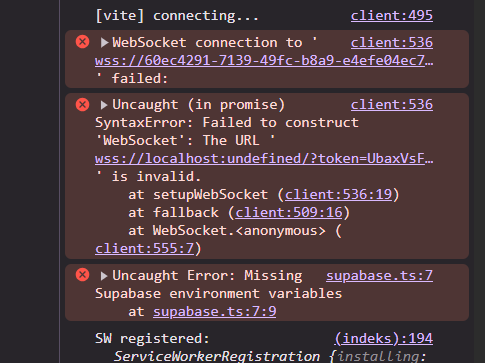 [vite] connecting... client:495
WebSocket connection to ' client:536
wss://60ec4291-7139-49fc-b8a9-e4efe04ec7…
' failed:
Uncaught (in promise) client:536
SyntaxError: Failed to construct
'WebSocket': The URL '
wss://localhost:undefined/?token=UbaxVsF…
' is invalid.
at setupWebSocket (client:536:19)
at fallback (client:509:16)
at WebSocket.<anonymous> (
client:555:7)
Uncaught Error: Missing supabase.ts:7
Supabase environment variables
at supabase.ts:7:9
SW registered: (indeks):194
ServiceWorkerRegistration {installing: